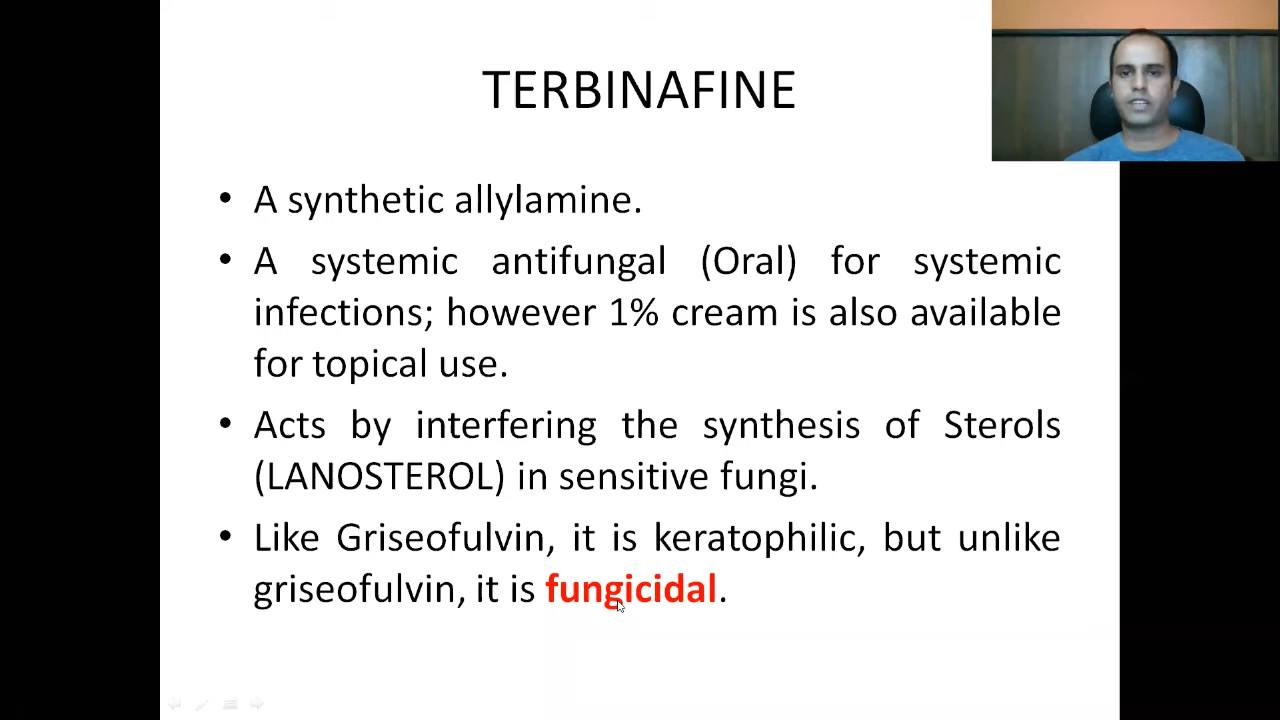 TERBINAFINE
• A synthetic allylamine.
• A systemic antifungal (Oral) for systemic
infections; however 1% cream is also available
for topical use.
• Acts by interfering the synthesis of Sterols
(LANOSTEROL) in sensitive fungi.
• Like Griseofulvin, it is keratophilic, but unlike
griseofulvin, it is fungicidal.